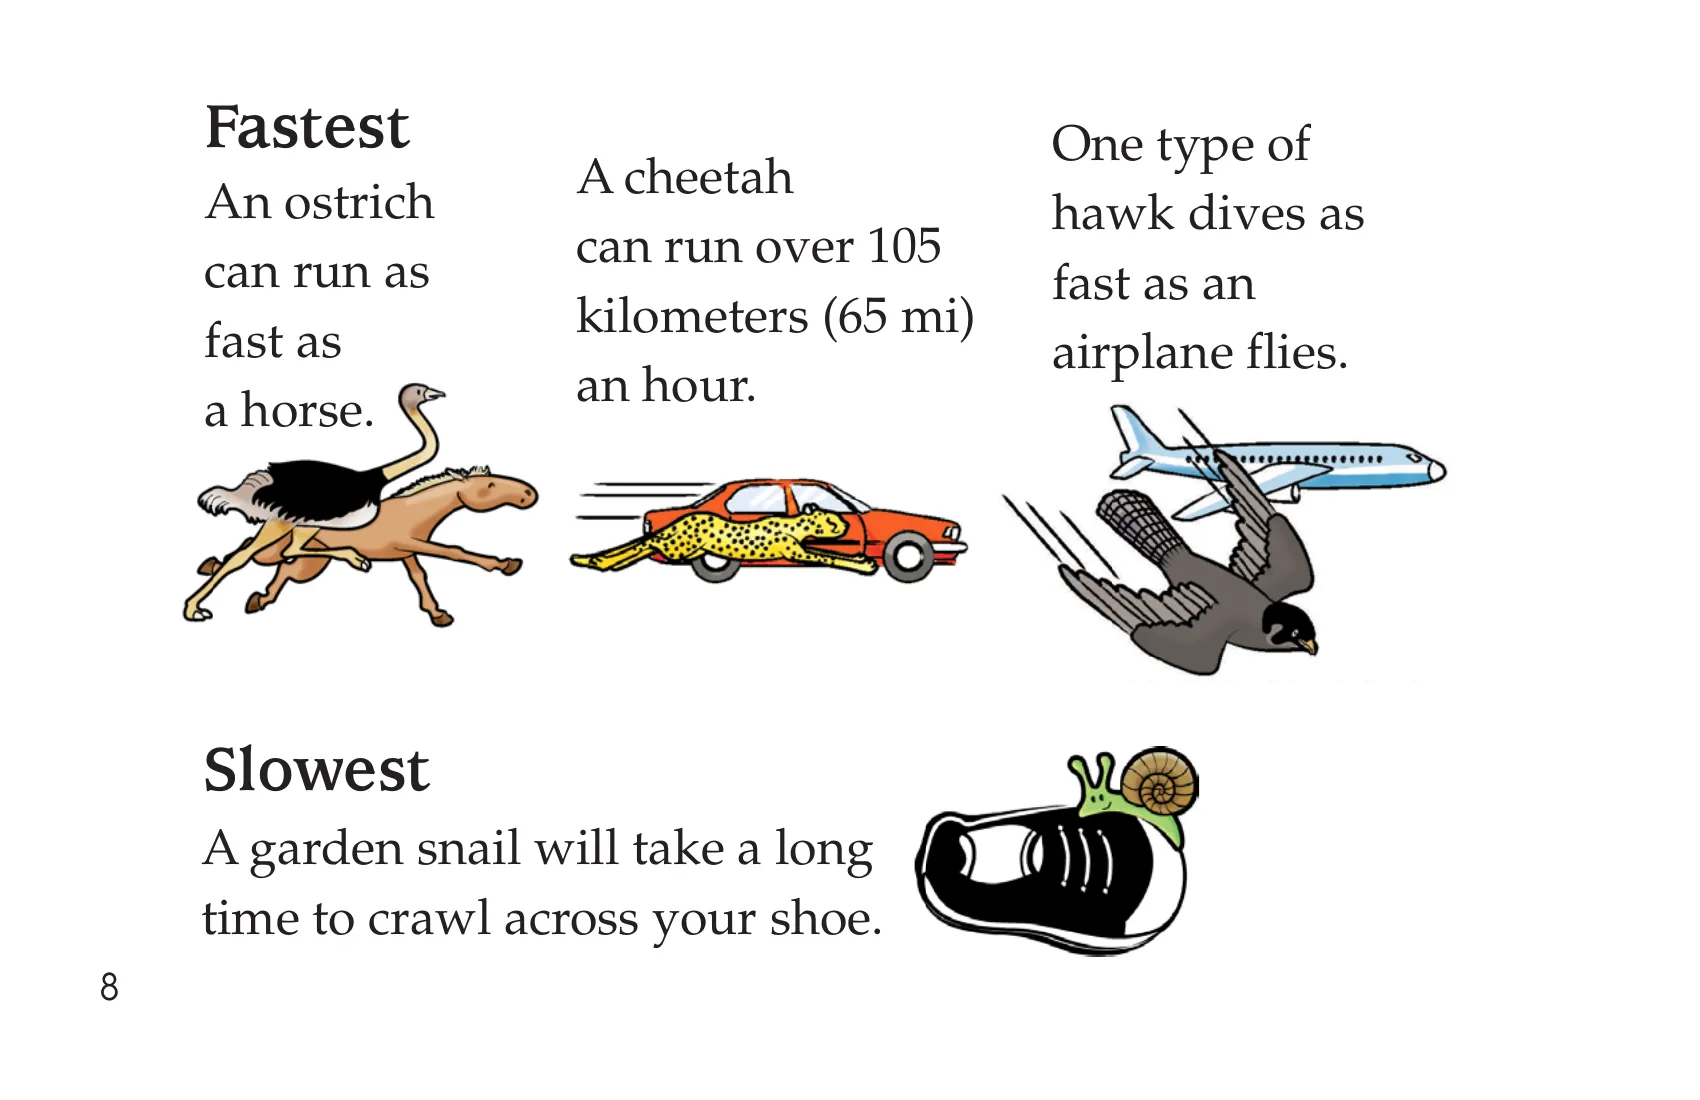 Fastest
An ostrich
can run as
fast as
a horse.
A cheetah
can run over 105
kilometers (65 mi)
an hour.
One type of
hawk dives as
fast as an
airplane flies.
Slowest
A garden snail will take a long
time to crawl across your shoe.
8